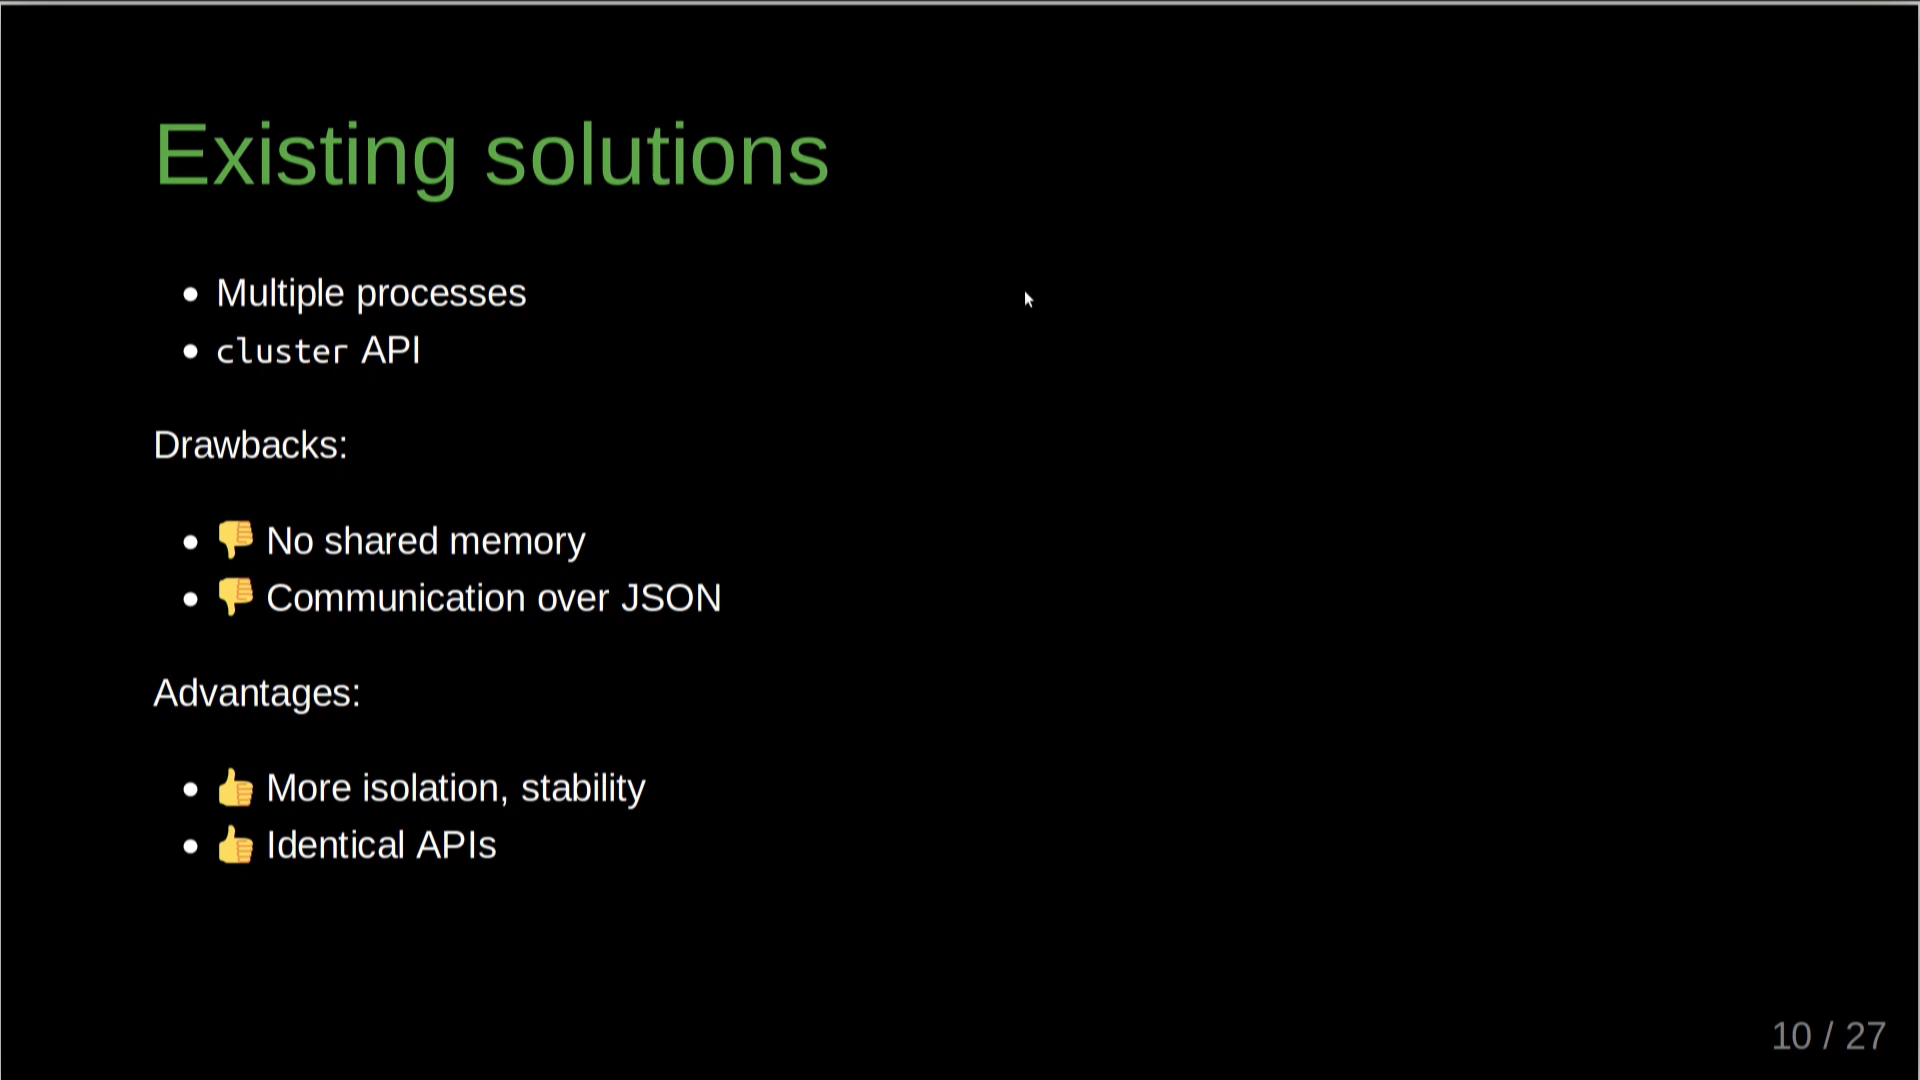 Existing solutions
• Multiple processes
• cluster API
Drawbacks:
• 👎 No shared memory
• 👎 Communication over JSON
Advantages:
• 👍 More isolation, stability
• 👍 Identical APIs
10 / 27